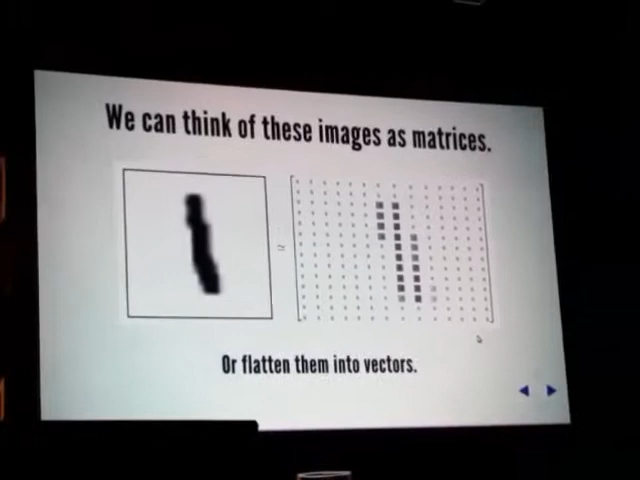 We can think of these images as matrices.
Or flatten them into vectors.